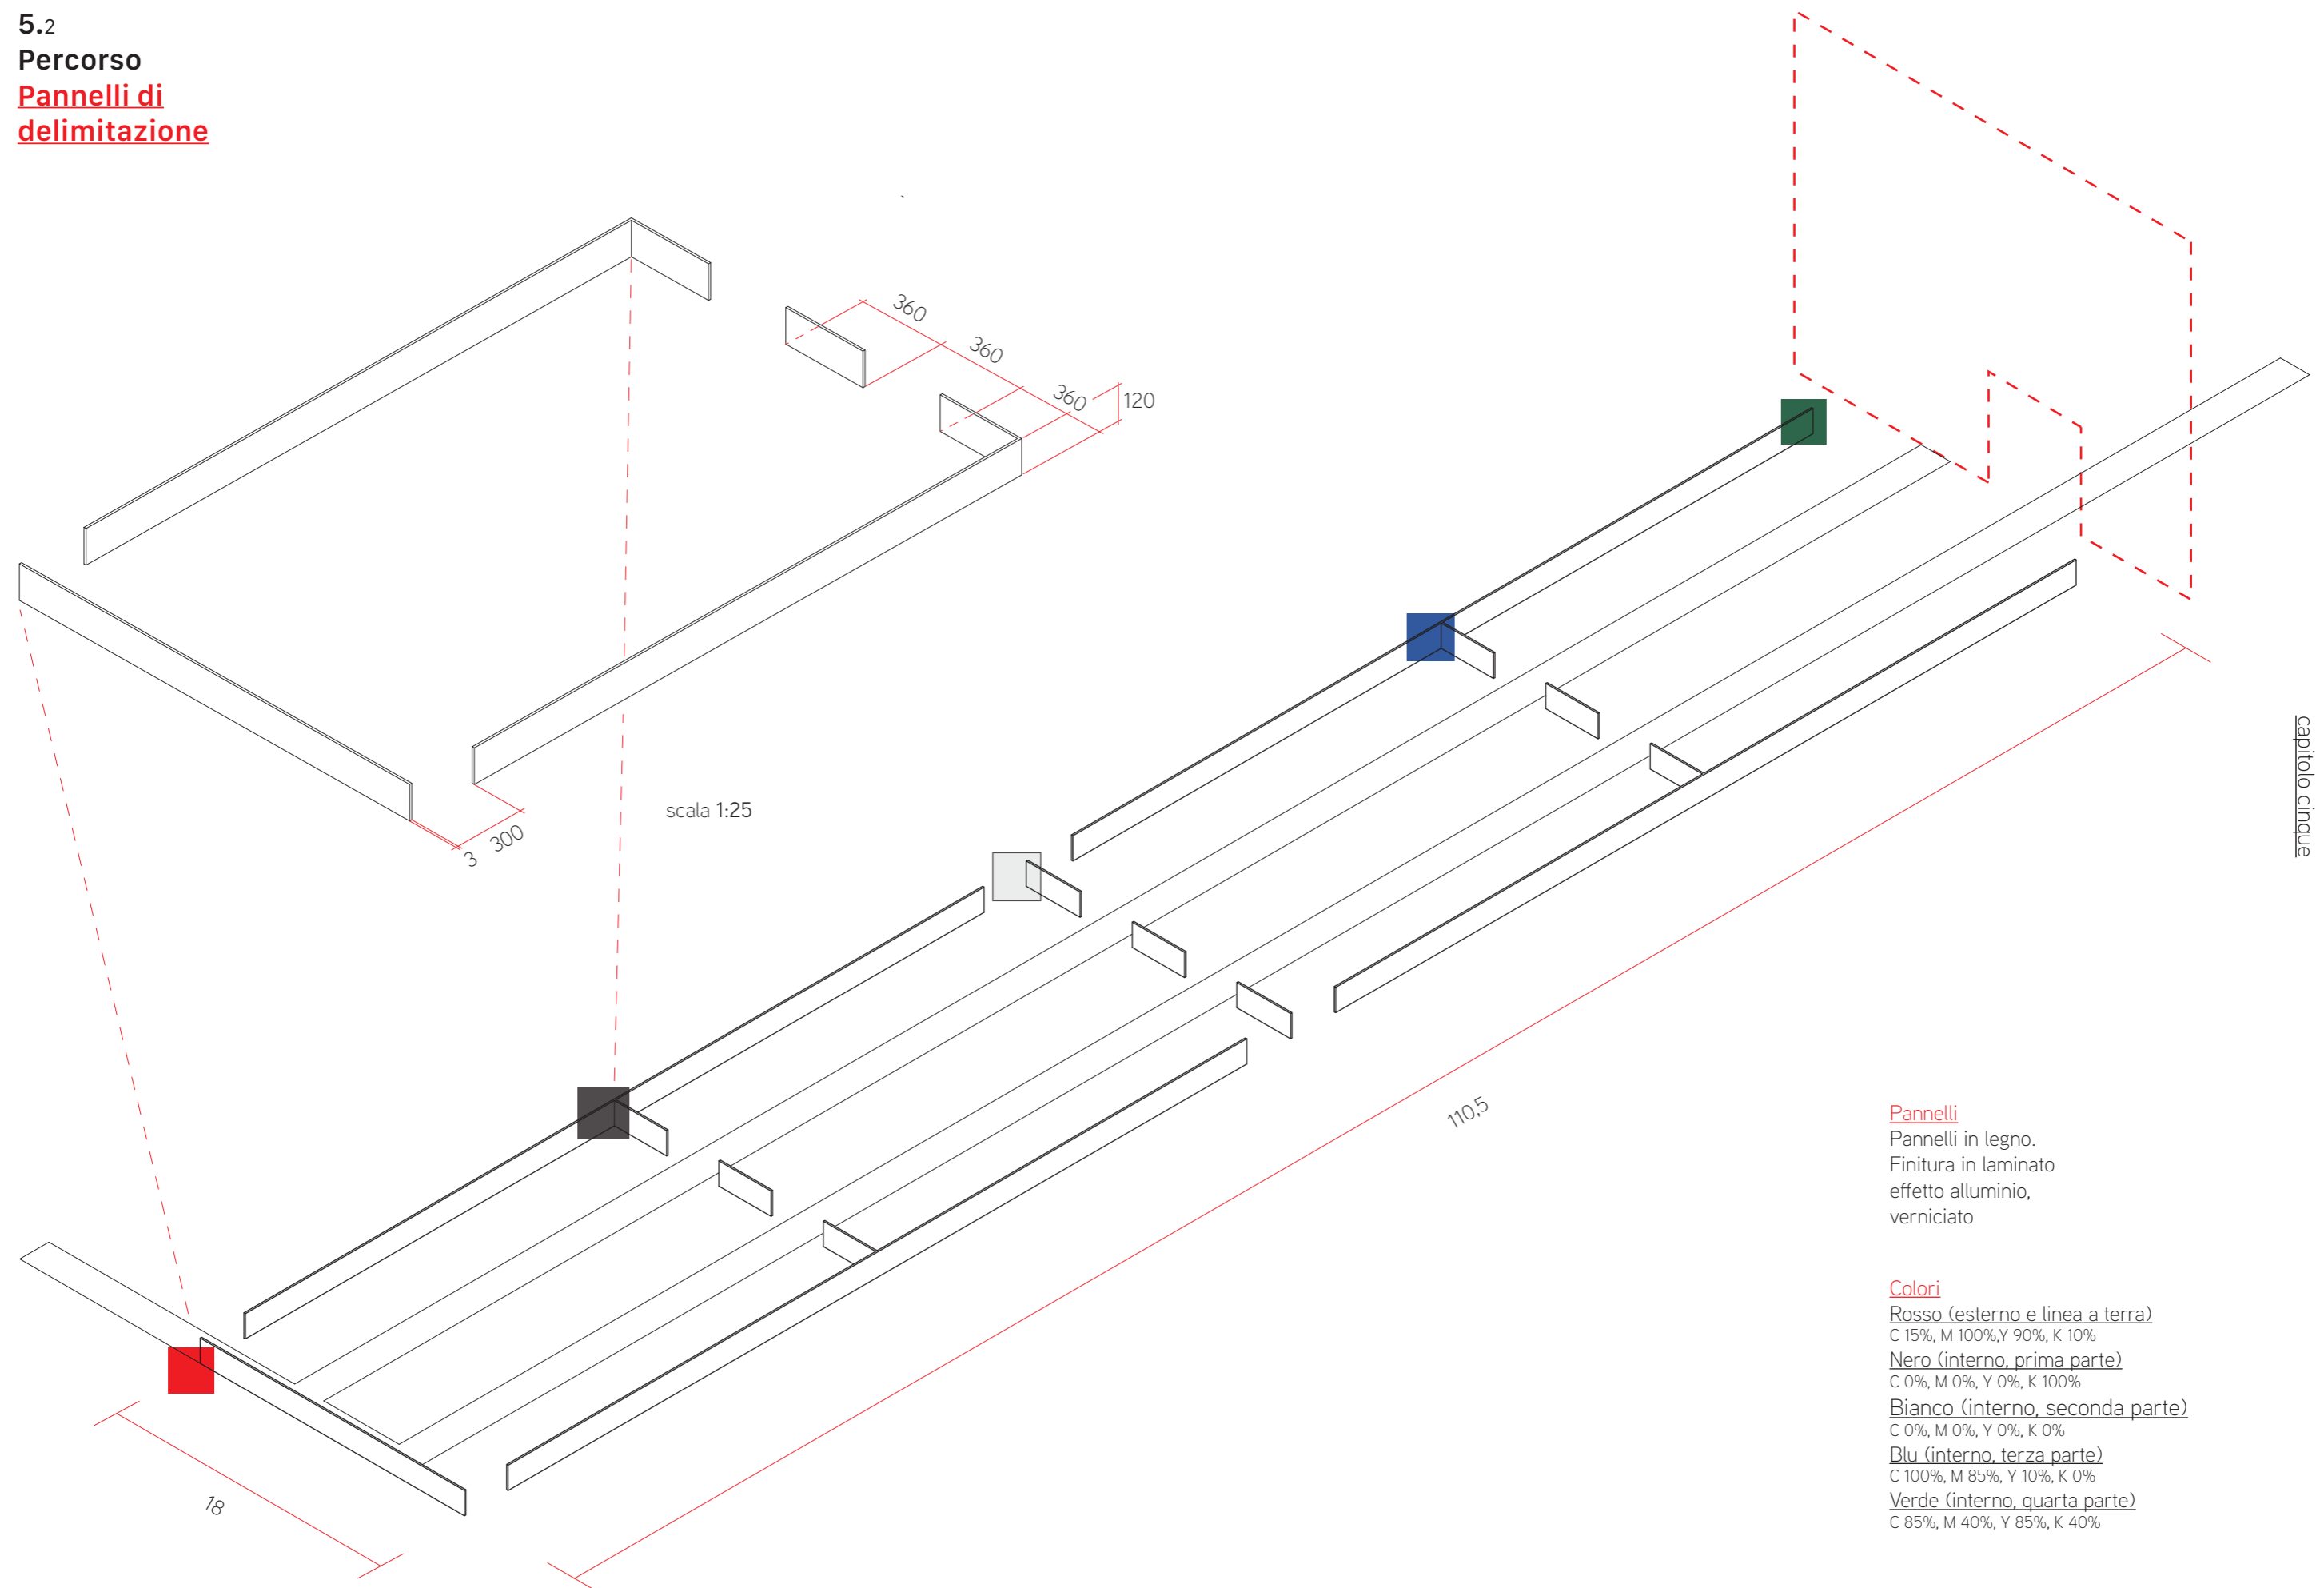 5.2
Percorso
Pannelli di
delimitazione
360
360
360
120
3
300
scala 1:25
capitolo cinque
110,5
18
Pannelli
Pannelli in legno.
Finitura in laminato
effetto alluminio,
verniciato
Colori
Rosso (esterno e linea a terra)
C 15%, M 100%,Y 90%, K 10%
Nero (interno, prima parte)
C 0%, M 0%, Y 0%, K 100%
Bianco (interno, seconda parte)
C 0%, M 0%, Y 0%, K 0%
Blu (interno, terza parte)
C 100%, M 85%, Y 10%, K 0%
Verde (interno, quarta parte)
C 85%, M 40%, Y 85%, K 40%